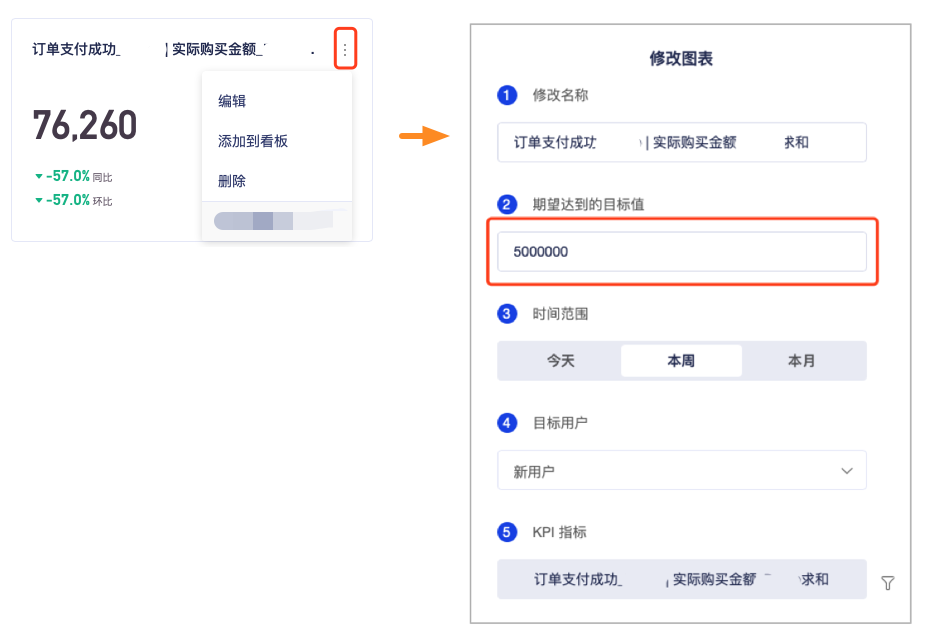 订单支付成功_ | 实际购买金额_
76,260
-57.0% 同比
-57.0% 环比
编辑
添加到看板
删除
修改图表
1 修改名称
订单支付成功 | 实际购买金额 求和
2 期望达到的目标值
5000000
3 时间范围
今天 本周 本月
4 目标用户
新用户
5 KPI 指标
订单支付成功_ | 实际购买金额 求和